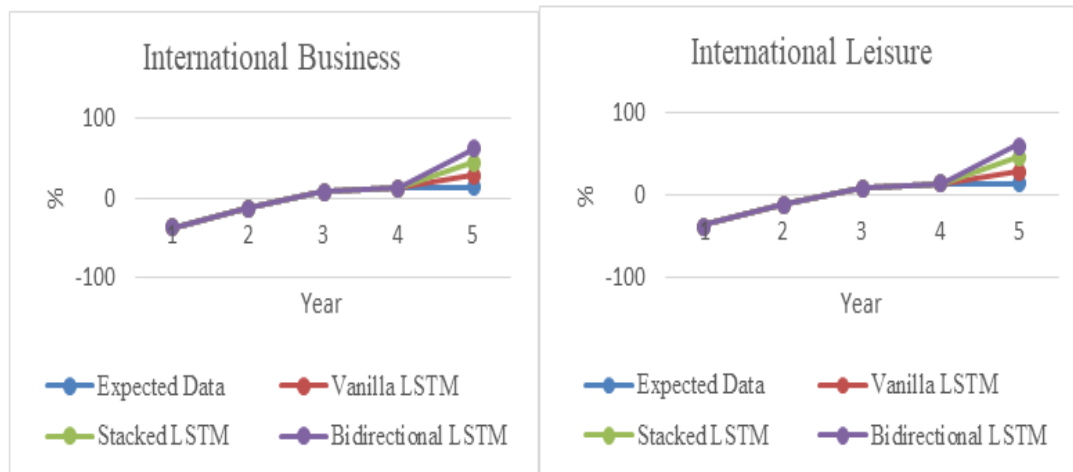 International Business
100
0
-100
%
1 2 3 4 5
Year
Expected Data Vanilla LSTM
Stacked LSTM Bidirectional LSTM
International Leisure
100
0
-100
%
1 2 3 4 5
Year
Expected Data Vanilla LSTM
Stacked LSTM Bidirectional LSTM